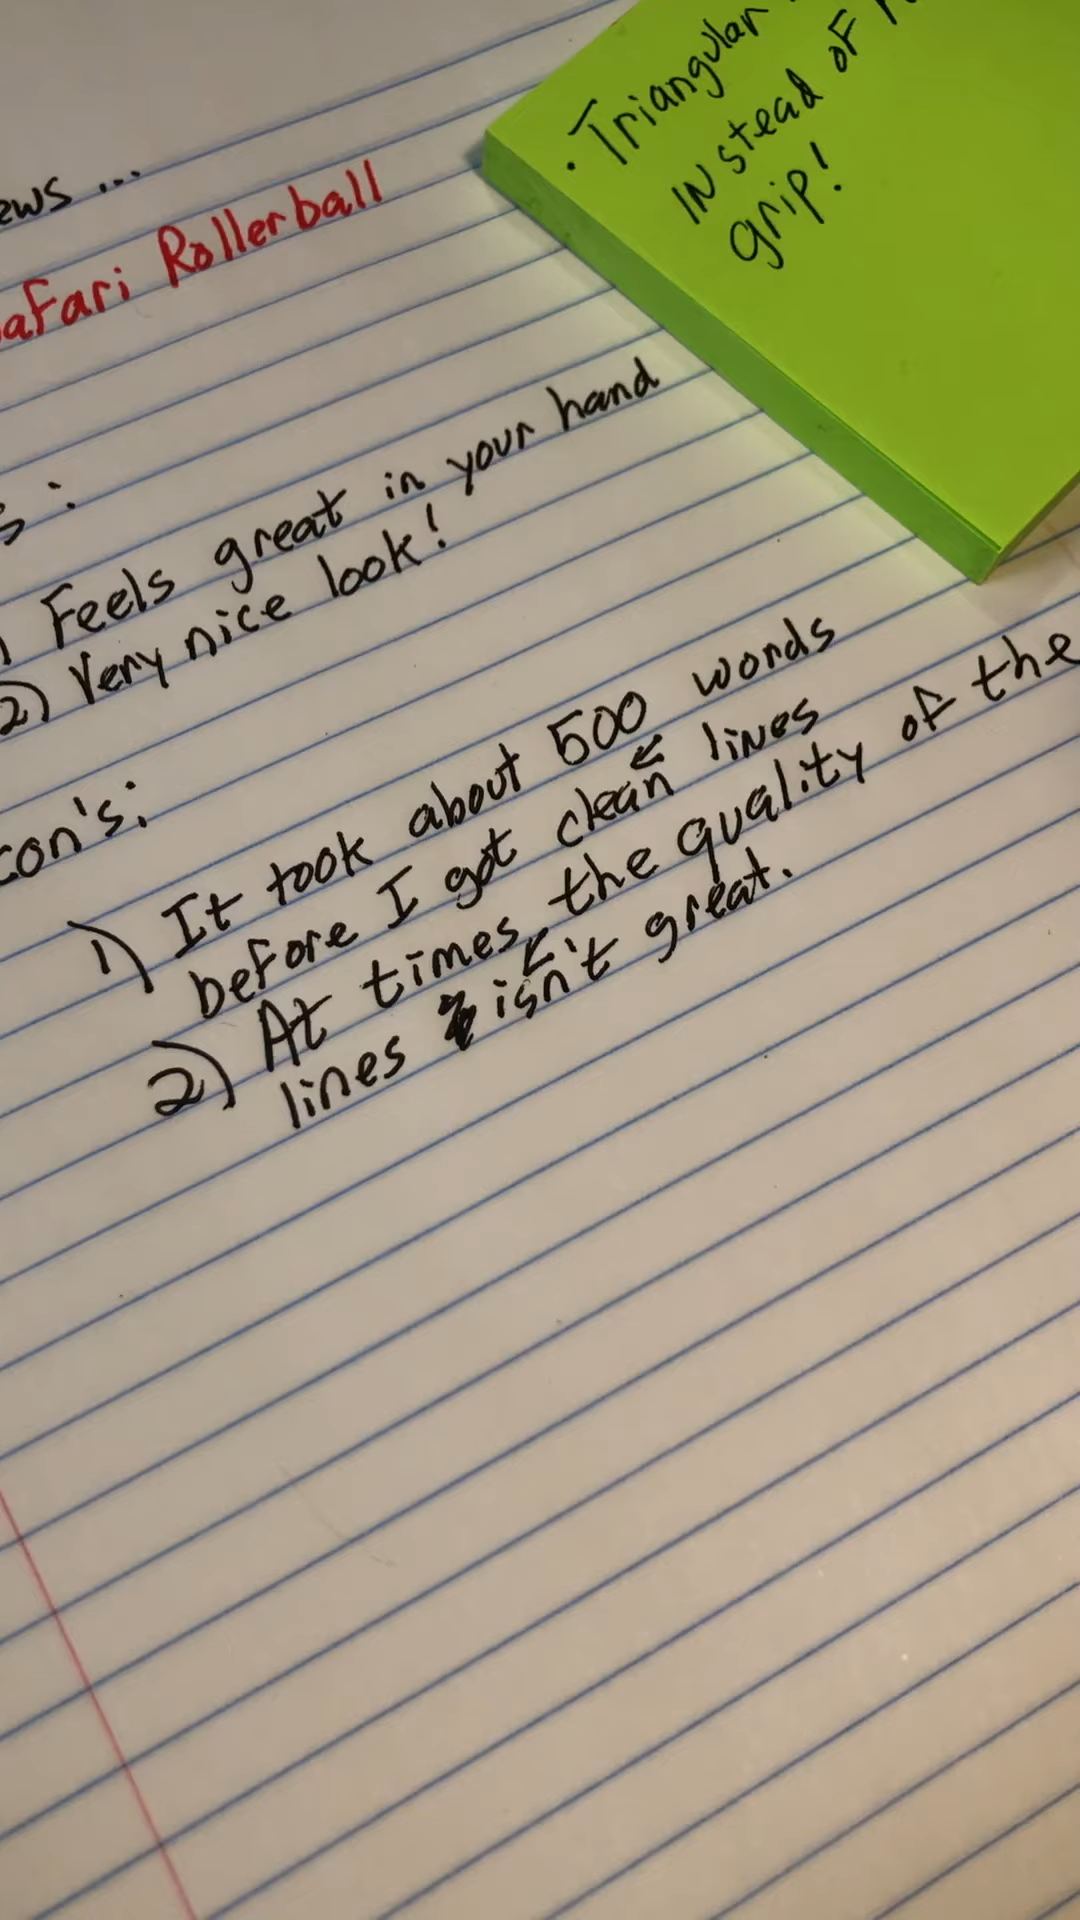 ews ...
afari Rollerball
s:
) Feels great in your hand
2) Very nice look!
con's:
1) It took about 500 words
before I got clean lines
2) At times, the quality of the
lines isn't great.
· Triangular
INstead of
grip!